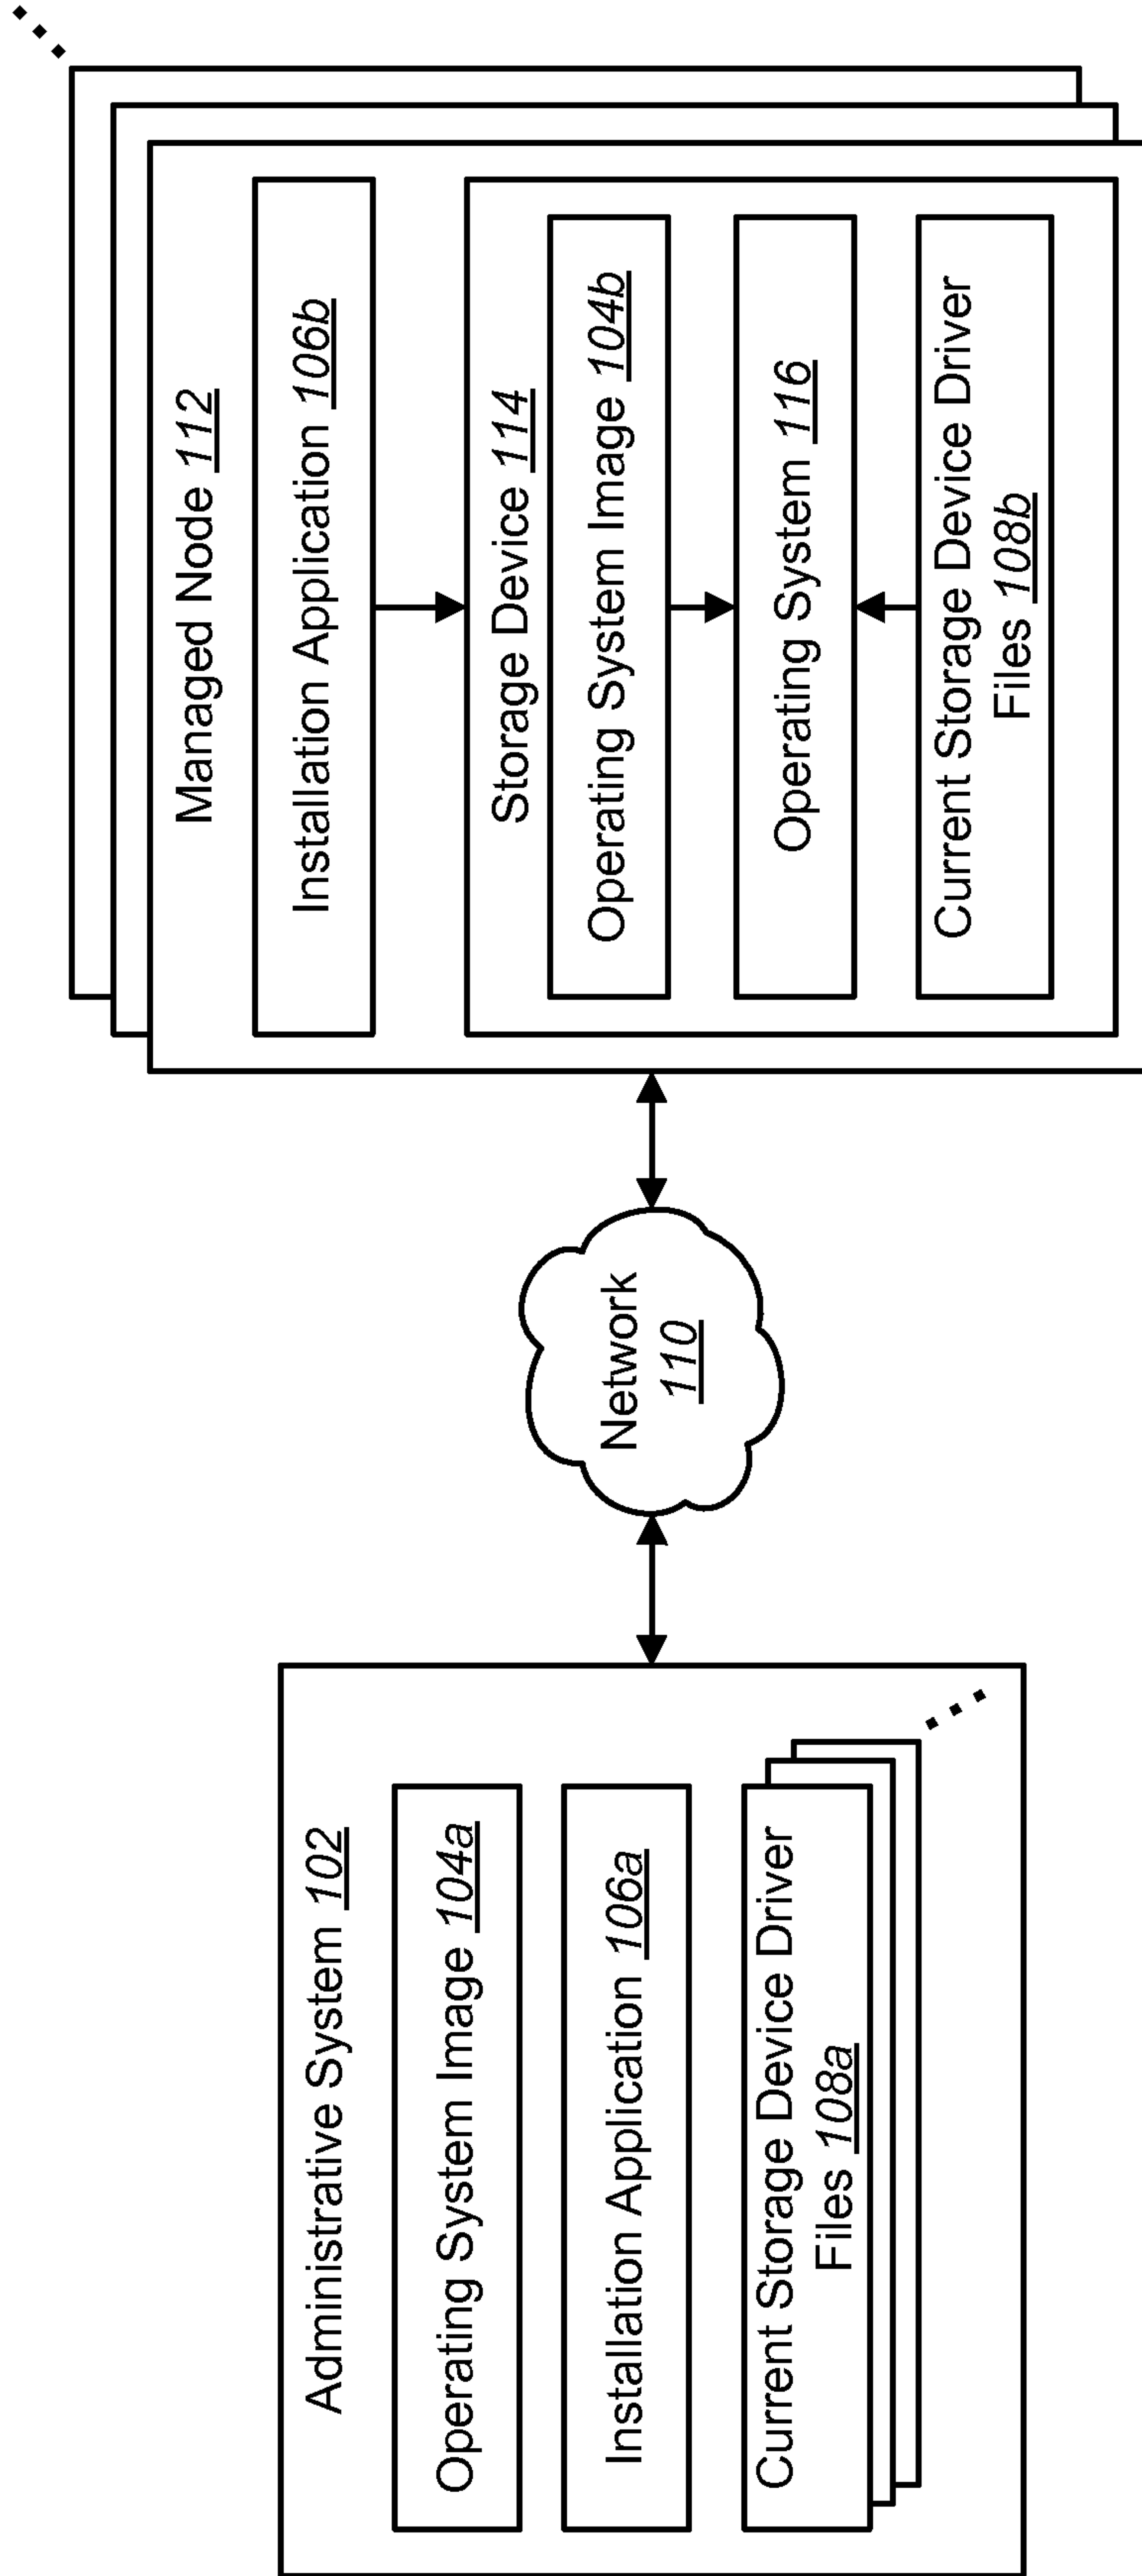 Administrative System 102
Operating System Image 104a
Installation Application 106a
Current Storage Device Driver
Files 108a
Network
110
Managed Node 112
Installation Application 106b
Storage Device 114
Operating System Image 104b
Operating System 116
Current Storage Device Driver
Files 108b